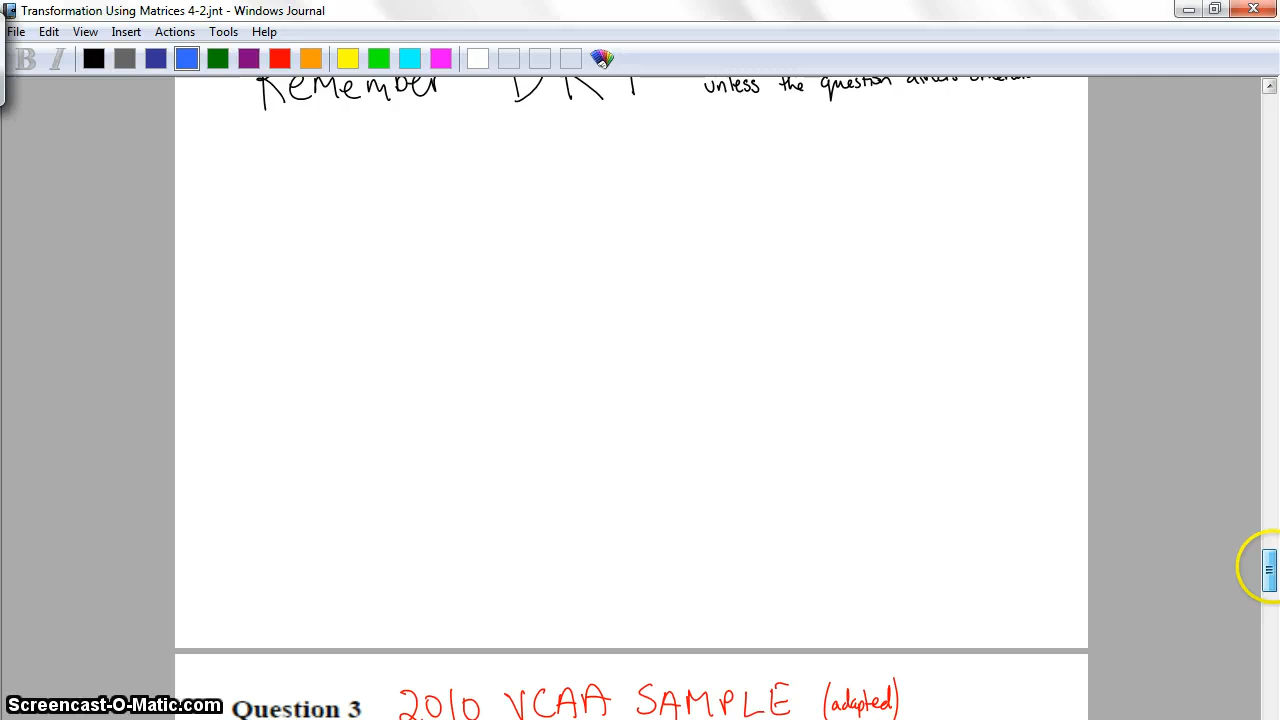 Transformation Using Matrices 4-2.jnt - Windows Journal
File Edit View Insert Actions Tools Help
B I
Remember DRT unless the question
Question 3 2010 VCAA SAMPLE (adapted)
Screencast-O-Matic.com